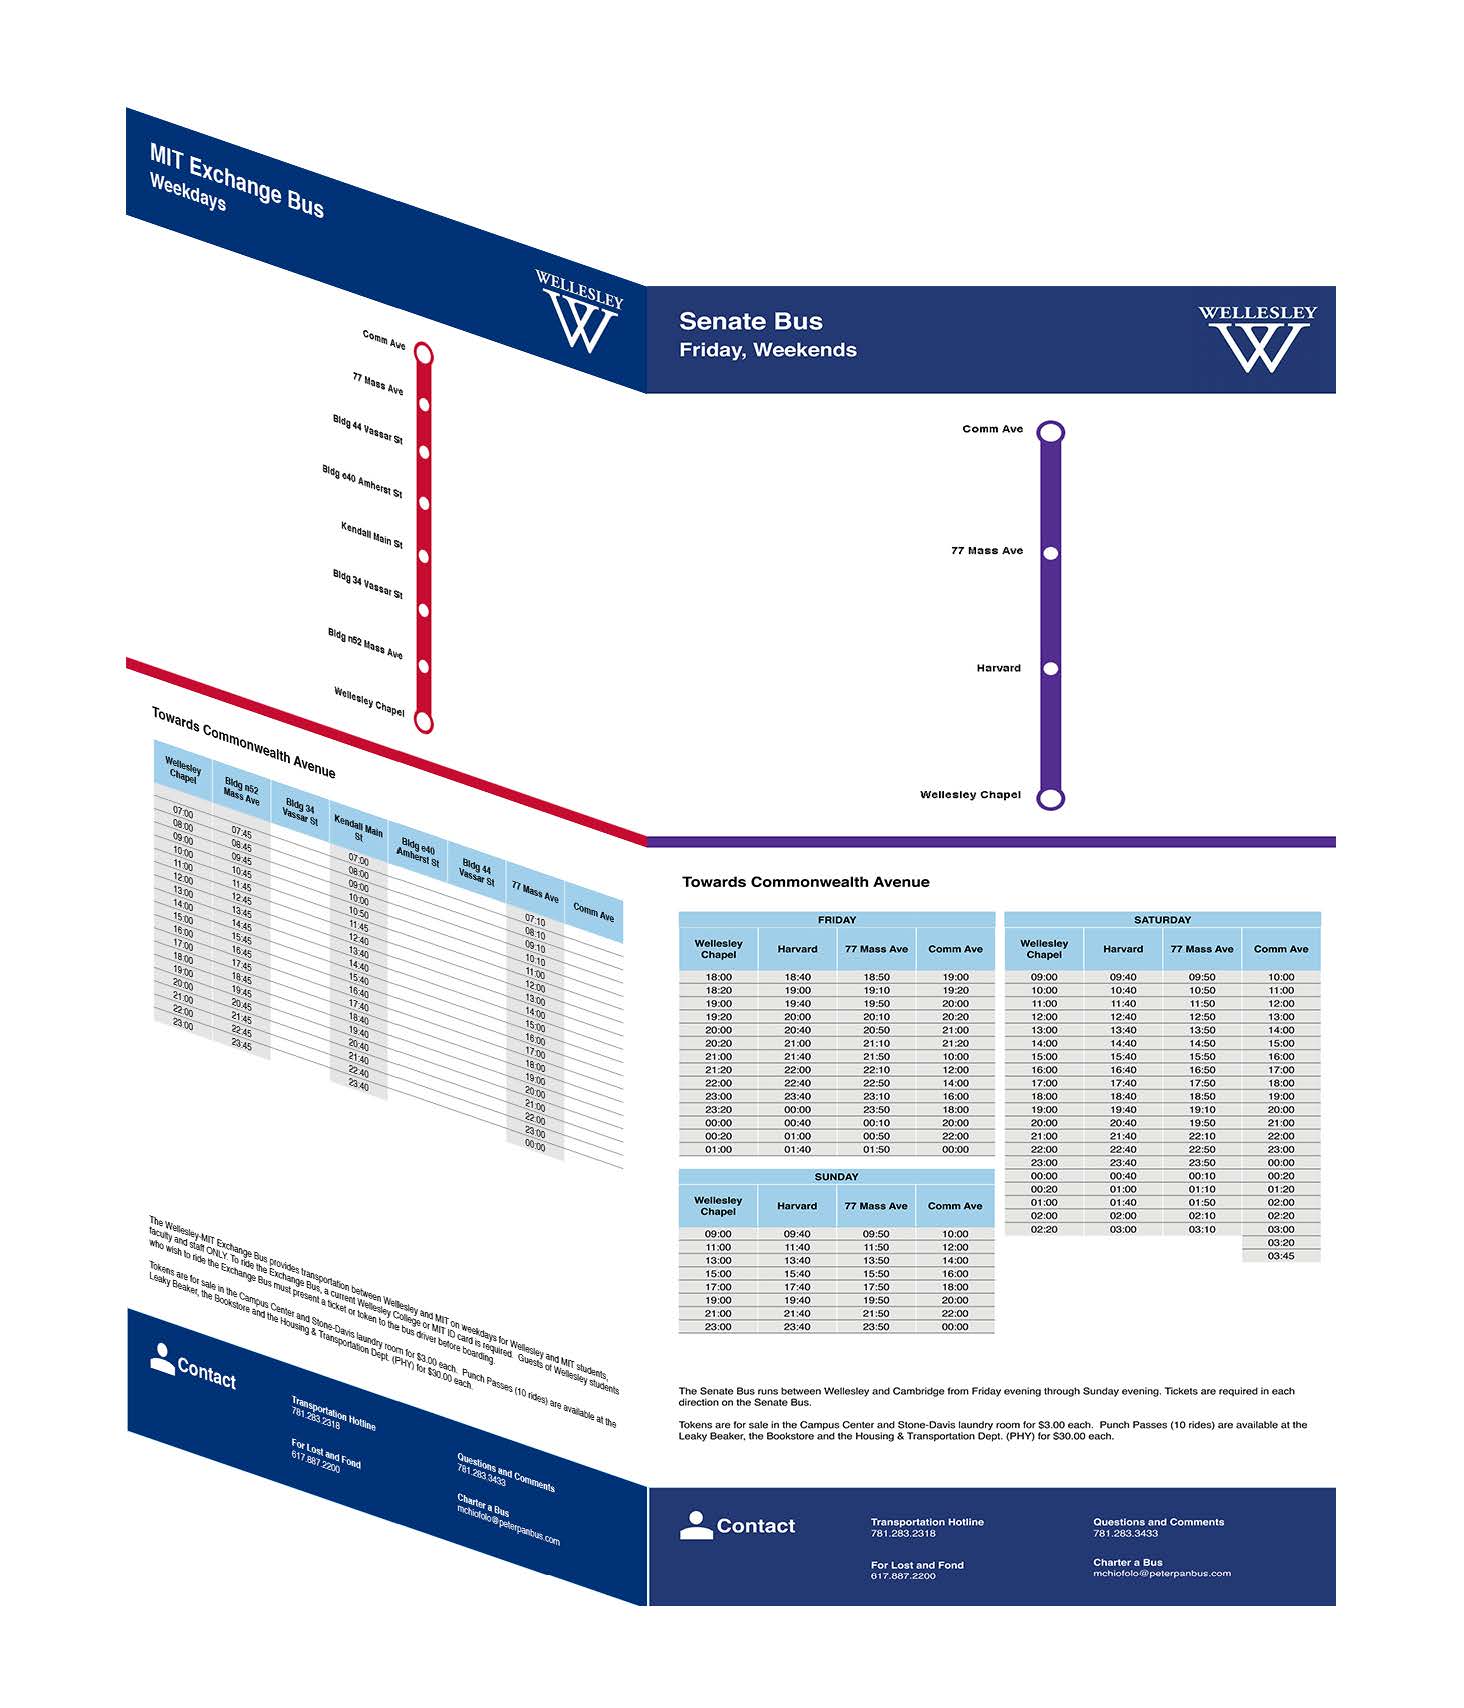 MIT Exchange Bus
Weekdays
WELLESLEY
W
Comm Ave
77 Mass Ave
Bldg 44 Vassar St
Bldg e40 Amherst St
Kendall Main St
Bldg 34 Vassar St
Bldg n52 Mass Ave
Wellesley Chapel
Towards Commonwealth Avenue
Wellesley Chapel Bldg n52 Mass Ave Bldg 34 Vassar St Kendall Main St Bldg e40 Amherst St Bldg 44 Vassar St 77 Mass Ave Comm Ave
07:00 07:10
07:00 07:45 08:00 08:10
08:00 08:45 09:00 09:10
09:00 09:45 10:00 10:10
10:00 10:45 10:50 11:00
11:00 11:45 11:45 12:00
12:00 12:45 12:40 13:00
13:00 13:45 13:40 14:00
14:00 14:45 14:40 15:00
15:00 15:45 15:40 16:00
16:00 16:45 16:40 17:00
17:00 17:45 17:40 18:00
18:00 18:45 18:40 19:00
19:00 19:45 19:40 20:00
20:00 20:45 20:40 21:00
21:00 21:45 21:40 22:00
22:00 22:45 22:40 23:00
23:00 23:45 23:40 00:00
The Wellesley-MIT Exchange Bus provides transportation between Wellesley and MIT on weekdays for Wellesley and MIT students,
faculty and staff ONLY. To ride the Exchange Bus, a current Wellesley College or MIT ID card is required. Guests of Wellesley students
who wish to ride the Exchange Bus must present a ticket or token to the bus driver before boarding.
Tokens are for sale in the Campus Center and Stone-Davis laundry room for $3.00 each. Punch Passes (10 rides) are available at the
Leaky Beaker, the Bookstore and the Housing & Transportation Dept. (PHY) for $30.00 each.
Contact
Transportation Hotline
781.283.2318
For Lost and Fond
617.887.2200
Questions and Comments
781.283.3433
Charter a Bus
mchiofolo@peterpanbus.com
Senate Bus
Friday, Weekends
WELLESLEY
W
Comm Ave
77 Mass Ave
Harvard
Wellesley Chapel
Towards Commonwealth Avenue
FRIDAY
Wellesley Chapel Harvard 77 Mass Ave Comm Ave
18:00 18:40 18:50 19:00
18:20 19:00 19:10 19:20
19:00 19:40 19:50 20:00
19:20 20:00 20:10 20:20
20:00 20:40 20:50 21:00
20:20 21:00 21:10 21:20
21:00 21:40 21:50 10:00
21:20 22:00 22:10 12:00
22:00 22:40 22:50 14:00
23:00 23:40 23:10 16:00
23:20 00:00 23:50 18:00
00:00 00:40 00:10 20:00
00:20 01:00 00:50 22:00
01:00 01:40 01:50 00:00
SATURDAY
Wellesley Chapel Harvard 77 Mass Ave Comm Ave
09:00 09:40 09:50 10:00
10:00 10:40 10:50 11:00
11:00 11:40 11:50 12:00
12:00 12:40 12:50 13:00
13:00 13:40 13:50 14:00
14:00 14:40 14:50 15:00
15:00 15:40 15:50 16:00
16:00 16:40 16:50 17:00
17:00 17:40 17:50 18:00
18:00 18:40 18:50 19:00
19:00 19:40 19:10 20:00
20:00 20:40 19:50 21:00
21:00 21:40 22:10 22:00
22:00 22:40 22:50 23:00
23:00 23:40 23:50 00:00
00:00 00:40 00:10 00:20
00:20 01:00 01:10 01:20
01:00 01:40 01:50 02:00
02:00 02:00 02:10 02:20
02:20 03:00 03:10 03:00
03:20
03:45
SUNDAY
Wellesley Chapel Harvard 77 Mass Ave Comm Ave
09:00 09:40 09:50 10:00
11:00 11:40 11:50 12:00
13:00 13:40 13:50 14:00
15:00 15:40 15:50 16:00
17:00 17:40 17:50 18:00
19:00 19:40 19:50 20:00
21:00 21:40 21:50 22:00
23:00 23:40 23:50 00:00
The Senate Bus runs between Wellesley and Cambridge from Friday evening through Sunday evening. Tickets are required in each
direction on the Senate Bus.
Tokens are for sale in the Campus Center and Stone-Davis laundry room for $3.00 each. Punch Passes (10 rides) are available at the
Leaky Beaker, the Bookstore and the Housing & Transportation Dept. (PHY) for $30.00 each.
Contact
Transportation Hotline
781.283.2318
For Lost and Fond
617.887.2200
Questions and Comments
781.283.3433
Charter a Bus
mchiofolo@peterpanbus.com